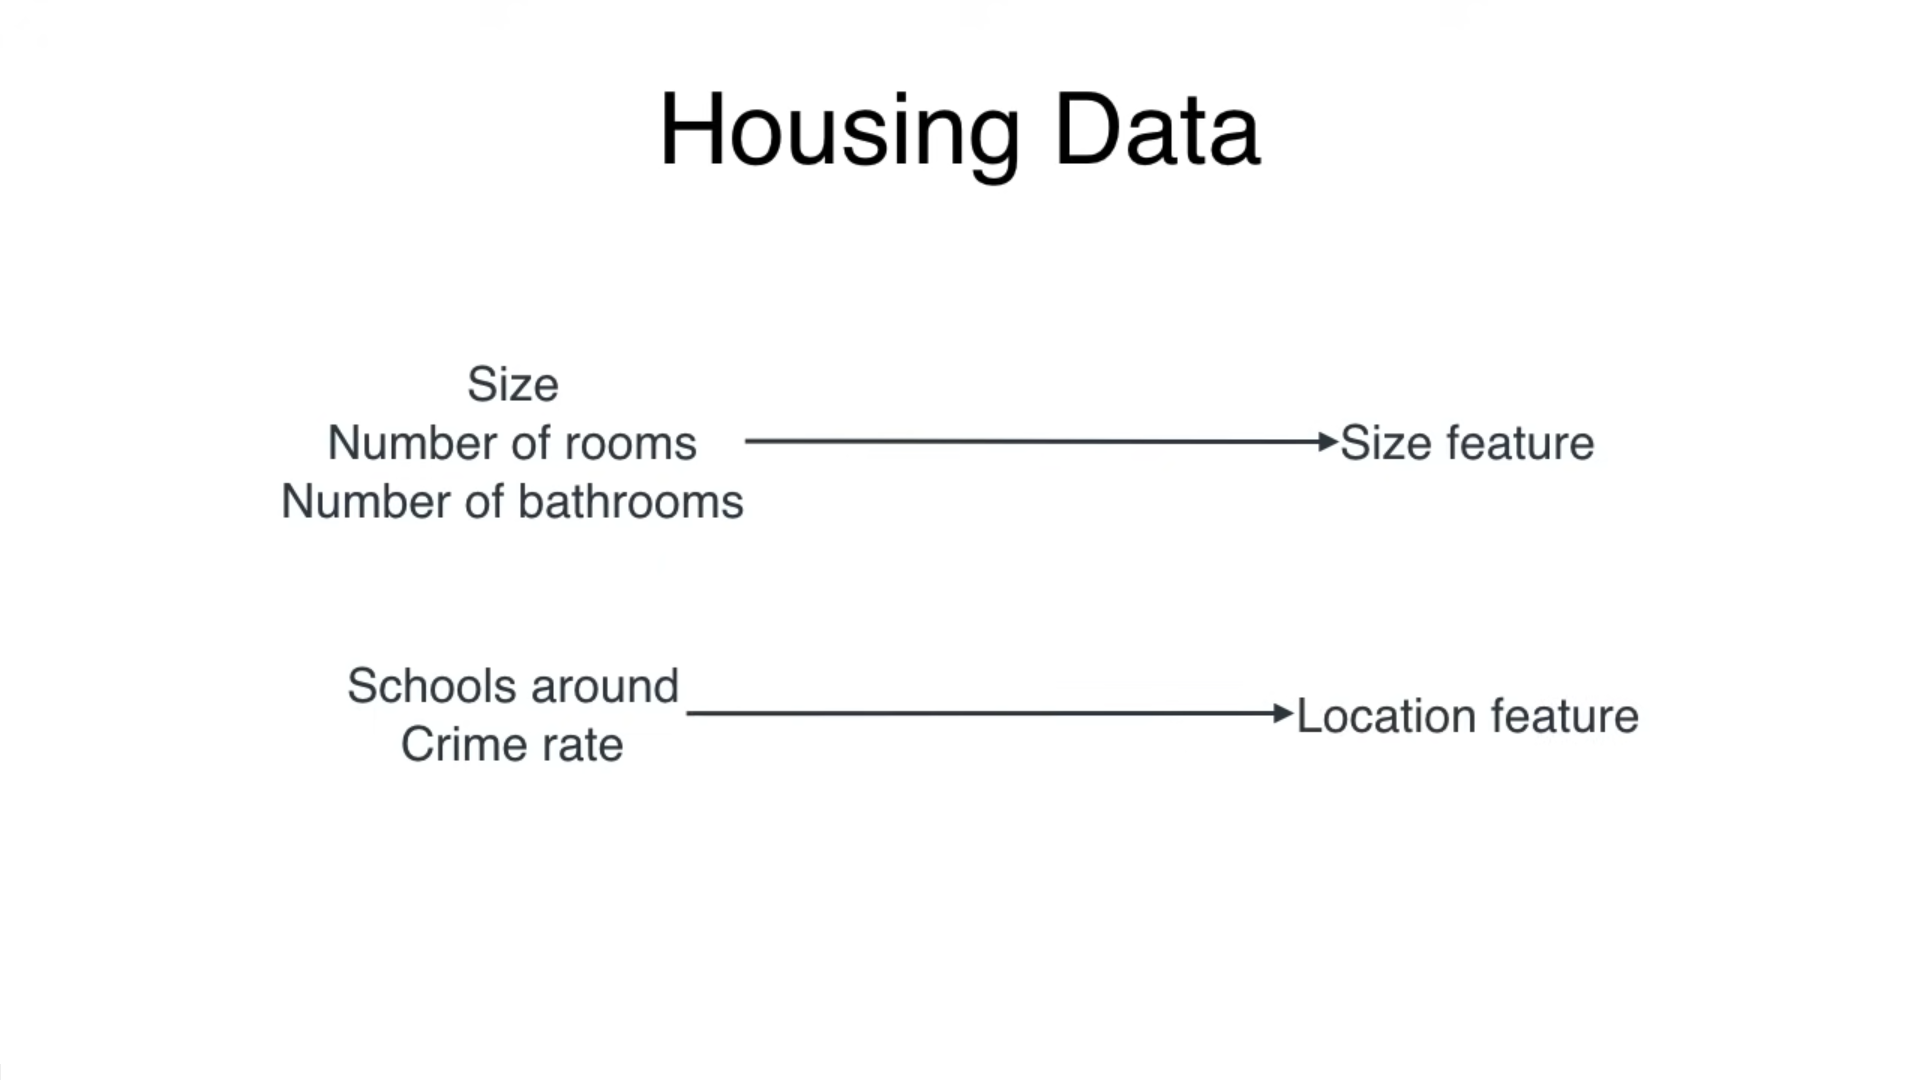 Housing Data
Size
Number of rooms
Number of bathrooms
Size feature
Schools around
Crime rate
Location feature